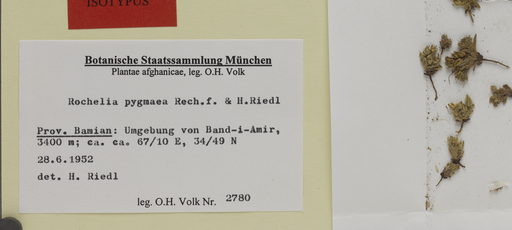 ISOTYPUS
Botanische Staatssammlung München
Plantae afghanicae, leg. O.H. Volk
Rochelia pygmaea Rech.f. & H.Riedl
Prov. Bamian: Umgebung von Band-i-Amir,
3400 m; ca. ca. 67/10 E, 34/49 N
28.6.1952
det. H. Riedl
leg. O.H. Volk Nr. 2780